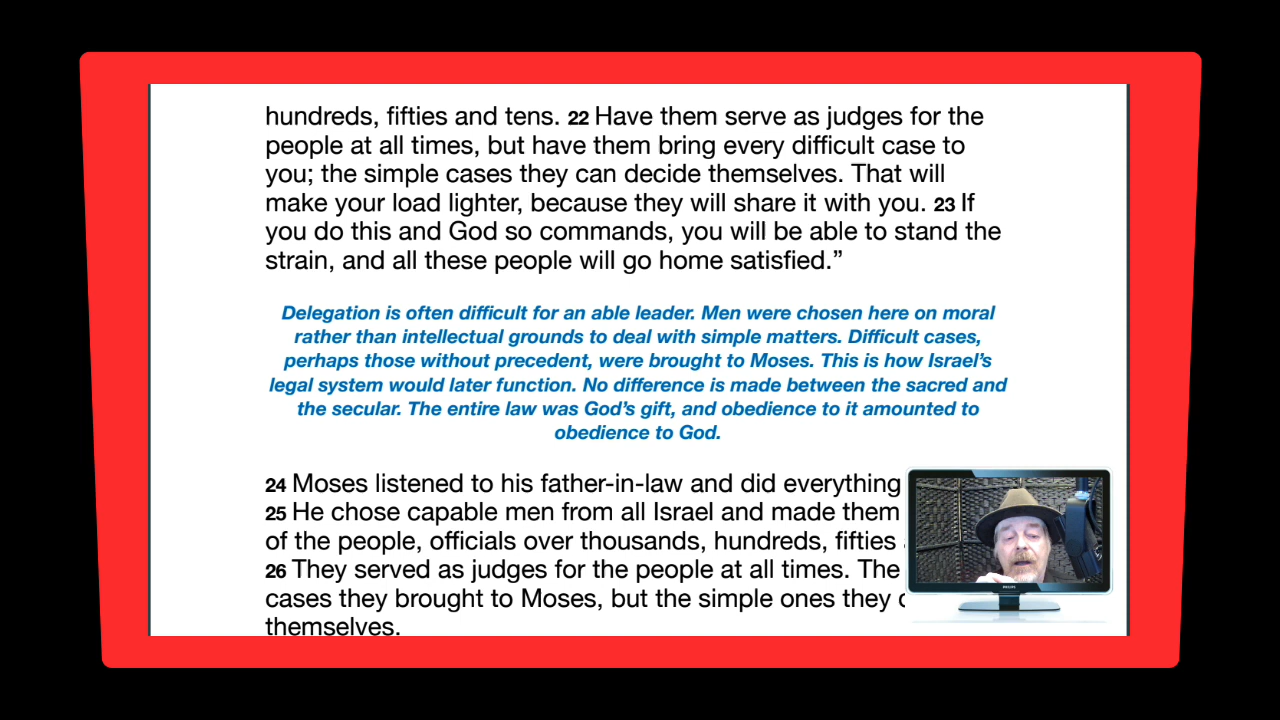 hundreds, fifties and tens. 22 Have them serve as judges for the
people at all times, but have them bring every difficult case to
you; the simple cases they can decide themselves. That will
make your load lighter, because they will share it with you. 23 If
you do this and God so commands, you will be able to stand the
strain, and all these people will go home satisfied.”
Delegation is often difficult for an able leader. Men were chosen here on moral
rather than intellectual grounds to deal with simple matters. Difficult cases,
perhaps those without precedent, were brought to Moses. This is how Israel’s
legal system would later function. No difference is made between the sacred and
the secular. The entire law was God’s gift, and obedience to it amounted to
obedience to God.
24 Moses listened to his father-in-law and did everything
25 He chose capable men from all Israel and made them
of the people, officials over thousands, hundreds, fifties
26 They served as judges for the people at all times. The
cases they brought to Moses, but the simple ones they
themselves.
PHILIPS